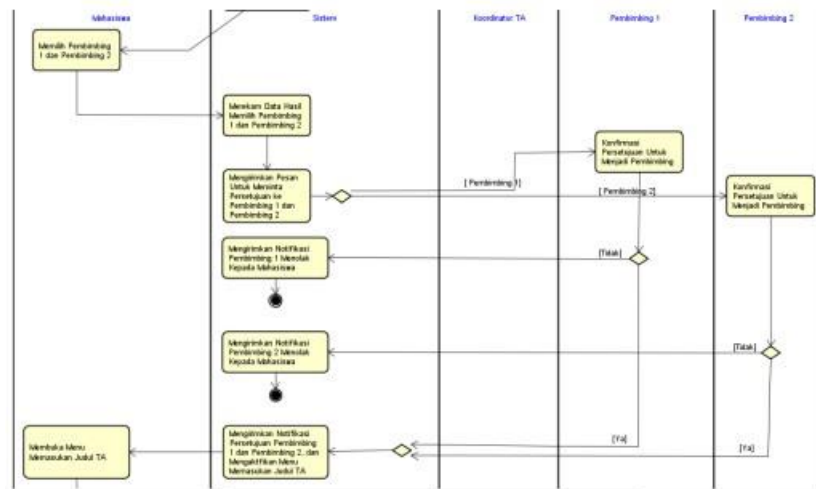 Mahasiswa
Sistem
Koordinator TA
Pembimbing 1
Pembimbing 2
Memilih Pembimbing
1 dan Pembimbing 2
Merekam Data Hasil
Memilih Pembimbing
1 dan Pembimbing 2
Konfirmasi
Persetujuan Untuk
Menjadi Pembimbing
Mengirimkan Pesan
Untuk Meminta
Persetujuan ke
Pembimbing 1 dan
Pembimbing 2
[ Pembimbing 1]
[ Pembimbing 2]
Konfirmasi
Persetujuan Untuk
Menjadi Pembimbing
Mengirimkan Notifikasi
Pembimbing 1 Menolak
Kepada Mahasiswa
[Tidak]
Mengirimkan Notifikasi
Pembimbing 2 Menolak
Kepada Mahasiswa
[Tidak]
Membuka Menu
Memasukan Judul TA
Mengirimkan Notifikasi
Persetujuan Pembimbing
1 dan Pembimbing 2, dan
Mengaktifkan Menu
Memasukan Judul TA
[Ya]
[Ya]